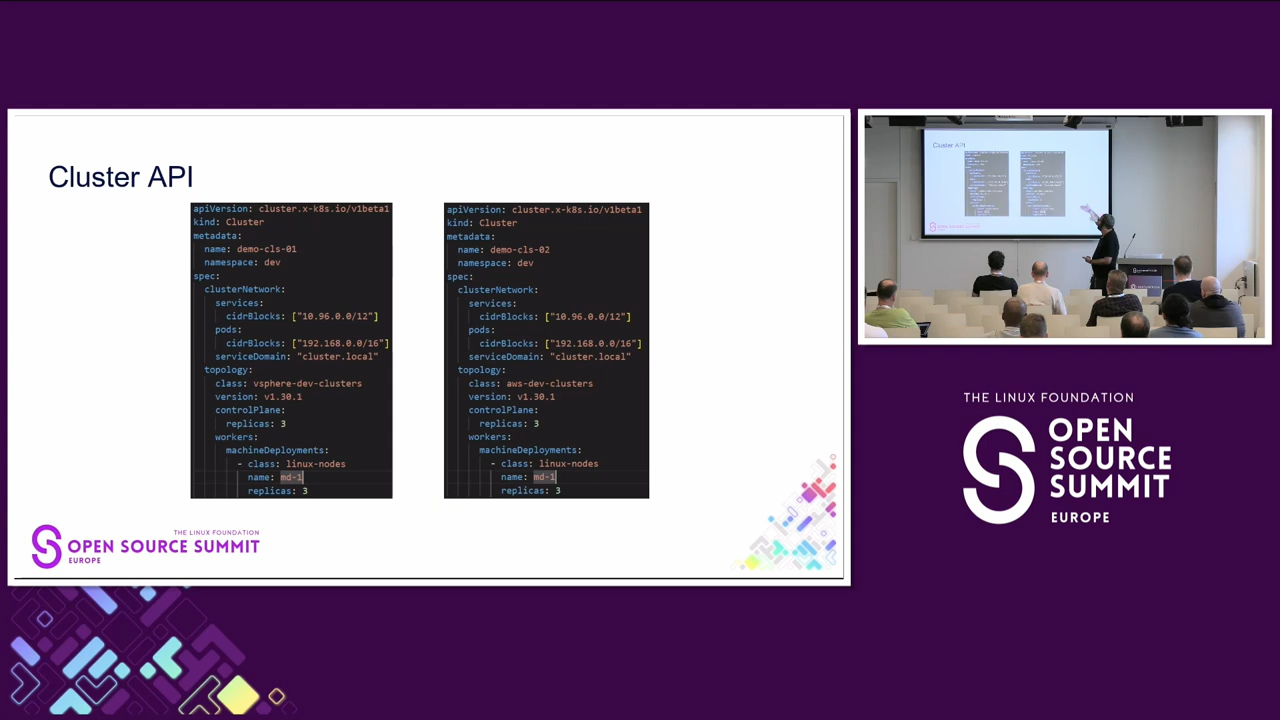 Cluster API
apiVersion: cluster.x-k8s.io/v1beta1
kind: Cluster
metadata:
  name: demo-cls-01
  namespace: dev
spec:
  clusterNetwork:
    services:
      cidrBlocks: ["10.96.0.0/12"]
    pods:
      cidrBlocks: ["192.168.0.0/16"]
    serviceDomain: "cluster.local"
  topology:
    class: vsphere-dev-clusters
    version: v1.30.1
    controlPlane:
      replicas: 3
    workers:
      machineDeployments:
        - class: linux-nodes
          name: md-1
          replicas: 3
apiVersion: cluster.x-k8s.io/v1beta1
kind: Cluster
metadata:
  name: demo-cls-02
  namespace: dev
spec:
  clusterNetwork:
    services:
      cidrBlocks: ["10.96.0.0/12"]
    pods:
      cidrBlocks: ["192.168.0.0/16"]
    serviceDomain: "cluster.local"
  topology:
    class: aws-dev-clusters
    version: v1.30.1
    controlPlane:
      replicas: 3
    workers:
      machineDeployments:
        - class: linux-nodes
          name: md-1
          replicas: 3
THE LINUX FOUNDATION
OPEN SOURCE SUMMIT
EUROPE
Cluster API
THE LINUX FOUNDATION
OPEN
SOURCE
SUMMIT
EUROPE